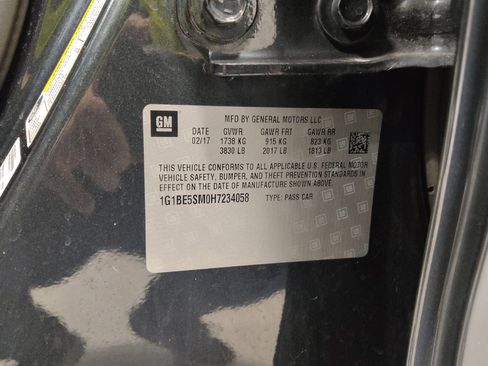 GM
MFD BY GENERAL MOTORS LLC
DATE GVWR GAWR FRT GAWR RR
02/17 1738 KG 915 KG 823 KG
3830 LB 2017 LB 1813 LB
THIS VEHICLE CONFORMS TO ALL APPLICABLE U.S. FEDERAL MOTOR
VEHICLE SAFETY, BUMPER, AND THEFT PREVENTION STANDARDS IN
EFFECT ON THE DATE OF MANUFACTURE SHOWN ABOVE.
1G1BE5SM0H7234058 TYPE: PASS CAR